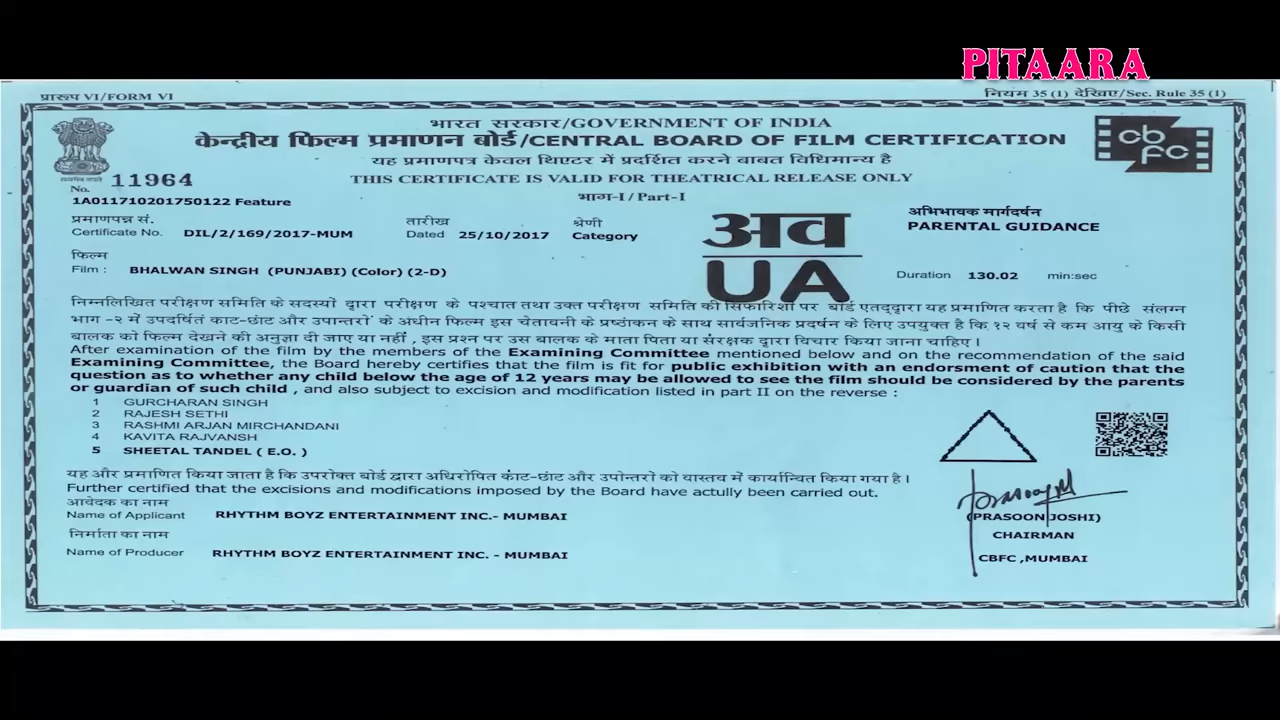 PITAARA
प्रारूप VI/FORM VI
नियम 35 (1) देखिए/Sec. Rule 35 (1)
भारत सरकार/GOVERNMENT OF INDIA
केन्द्रीय फिल्म प्रमाणन बोर्ड/CENTRAL BOARD OF FILM CERTIFICATION
cbfc
यह प्रमाणपत्र केवल थिएटर में प्रदर्शित करने बाबत विधिमान्य है
सत्यमेव जयते
No. 11964
THIS CERTIFICATE IS VALID FOR THEATRICAL RELEASE ONLY
1A011710201750122 Feature
भाग-I/Part-I
प्रमाणपत्र सं. तारीख श्रेणी
Certificate No. DIL/2/169/2017-MUM Dated 25/10/2017 Category
अव
UA
अभिभावक मार्गदर्षन
PARENTAL GUIDANCE
फिल्म
Film : BHALWAN SINGH (PUNJABI) (Color) (2-D)
Duration 130.02 min:sec
निम्नलिखित परीक्षण समिति के सदस्यों द्वारा परीक्षण के पश्चात तथा उक्त परीक्षण समिति की सिफारिशों पर बोर्ड एतद्द्वारा यह प्रमाणित करता है कि पीछे संलग्न
भाग -२ में उपदर्षित काट-छांट और उपान्तरों के अधीन फिल्म इस चेतावनी के प्रष्ठांकन के साथ सार्वजनिक प्रदर्षन के लिए उपयुक्त है कि १२ वर्ष से कम आयु के किसी
बालक को फिल्म देखने की अनुज्ञा दी जाए या नहीं , इस प्रश्न पर उस बालक के माता पिता या संरक्षक द्वारा विचार किया जाना चाहिए।
After examination of the film by the members of the Examining Committee mentioned below and on the recommendation of the said
Examining Committee, the Board hereby certifies that the film is fit for public exhibition with an endorsment of caution that the
question as to whether any child below the age of 12 years may be allowed to see the film should be considered by the parents
or guardian of such child , and also subject to excision and modification listed in part II on the reverse :
1 GURCHARAN SINGH
2 RAJESH SETHI
3 RASHMI ARJAN MIRCHANDANI
4 KAVITA RAJVANSH
5 SHEETAL TANDEL ( E.O. )
यह और प्रमाणित किया जाता है कि उपरोक्त बोर्ड द्वारा अधिरोपित काट-छांट और उपोन्तरों को वास्तव में कार्यान्वित किया गया है।
Further certified that the excisions and modifications imposed by the Board have actully been carried out.
आवेदक का नाम
Name of Applicant RHYTHM BOYZ ENTERTAINMENT INC.- MUMBAI
निर्माता का नाम
Name of Producer RHYTHM BOYZ ENTERTAINMENT INC. - MUMBAI
(PRASOON JOSHI)
CHAIRMAN
CBFC ,MUMBAI